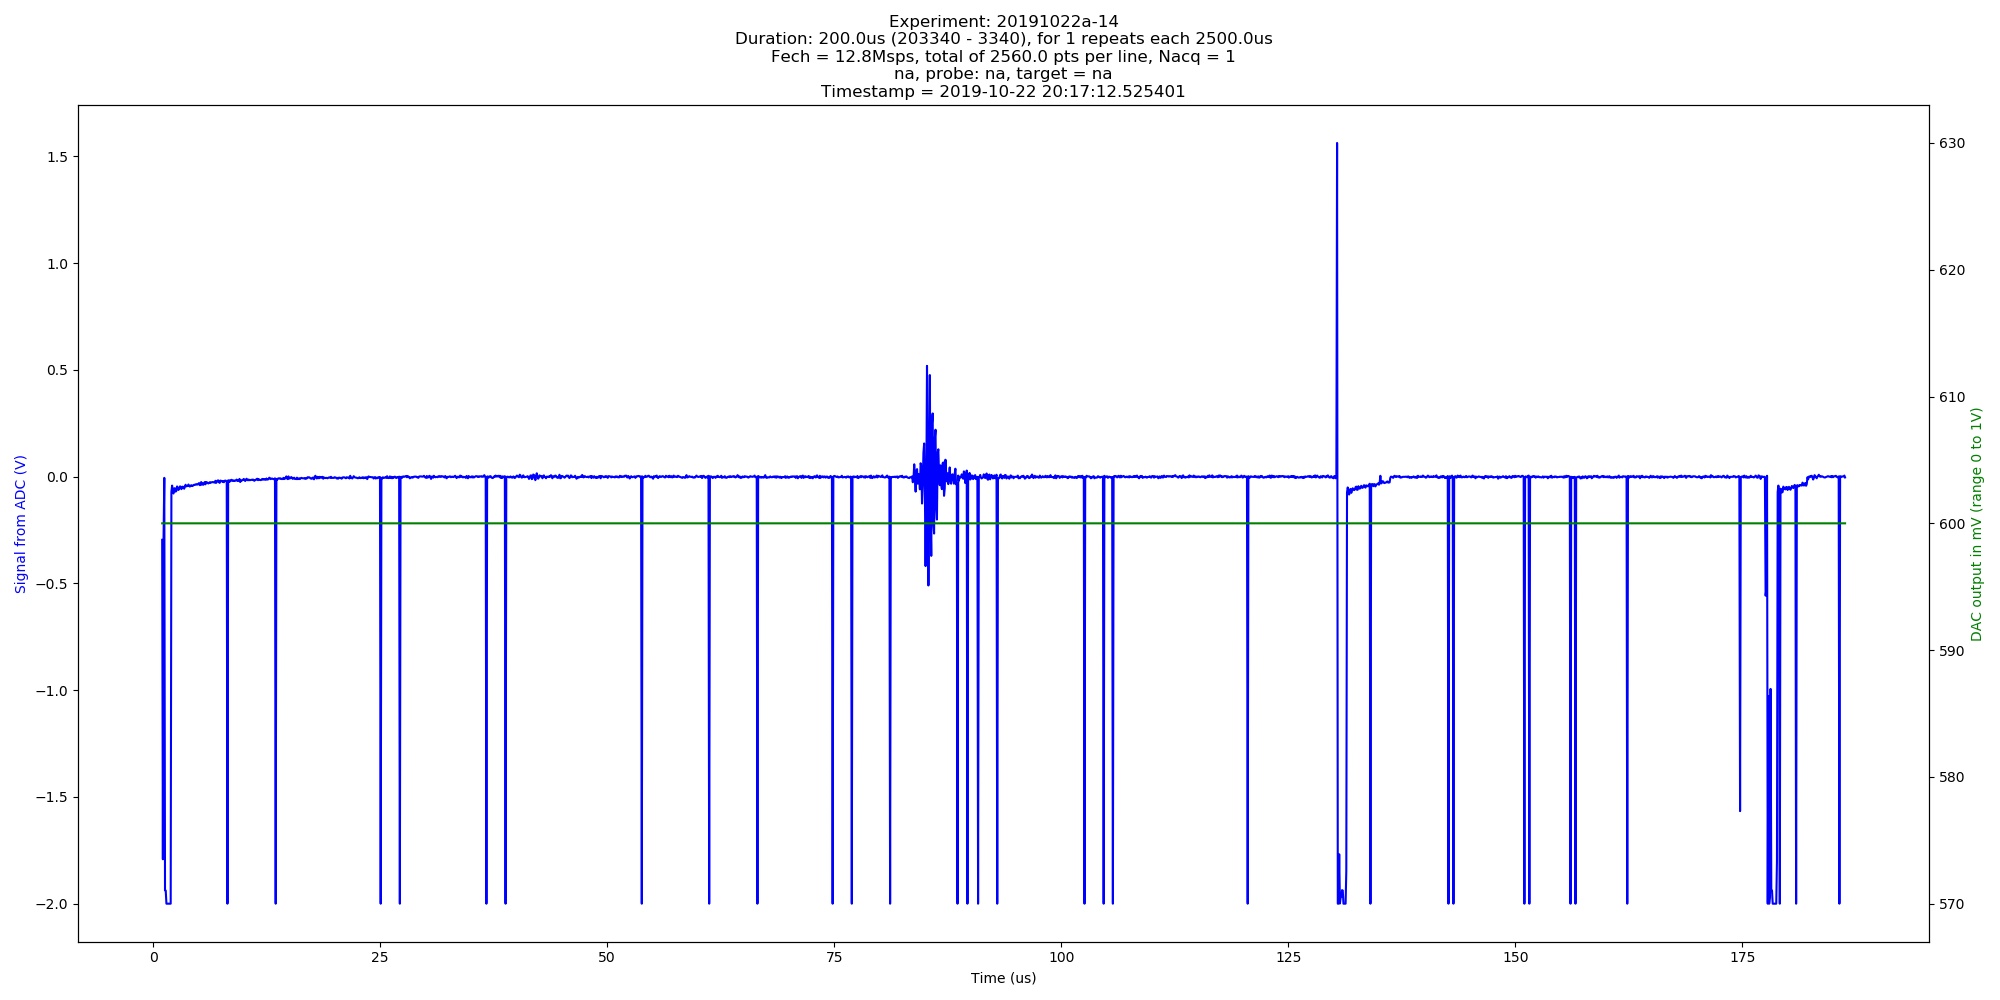 Experiment: 20191022a-14
Duration: 200.0us (203340 - 3340), for 1 repeats each 2500.0us
Fech = 12.8Msps, total of 2560.0 pts per line, Nacq = 1
na, probe: na, target = na
Timestamp = 2019-10-22 20:17:12.525401
1.5
1.0
0.5
0.0
−0.5
−1.0
−1.5
−2.0
Signal from ADC (V)
630
620
610
600
590
580
570
DAC output in mV (range 0 to 1V)
0
25
50
75
100
125
150
175
Time (us)